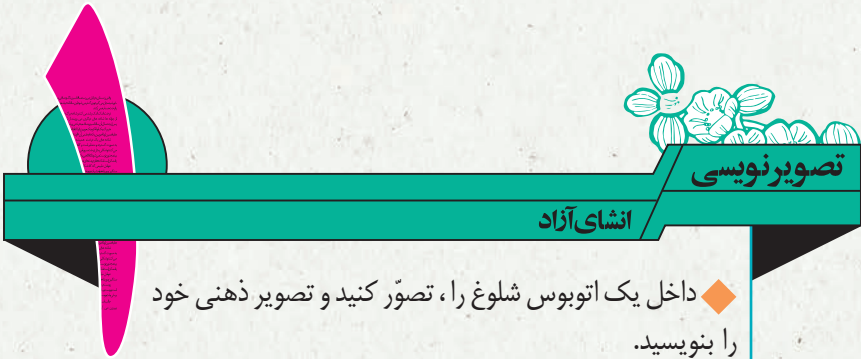 تصویرنویسی
انشای‌آزاد
داخل یک اتوبوس شلوغ را، تصوّر کنید و تصویر ذهنی خود
را بنویسید.